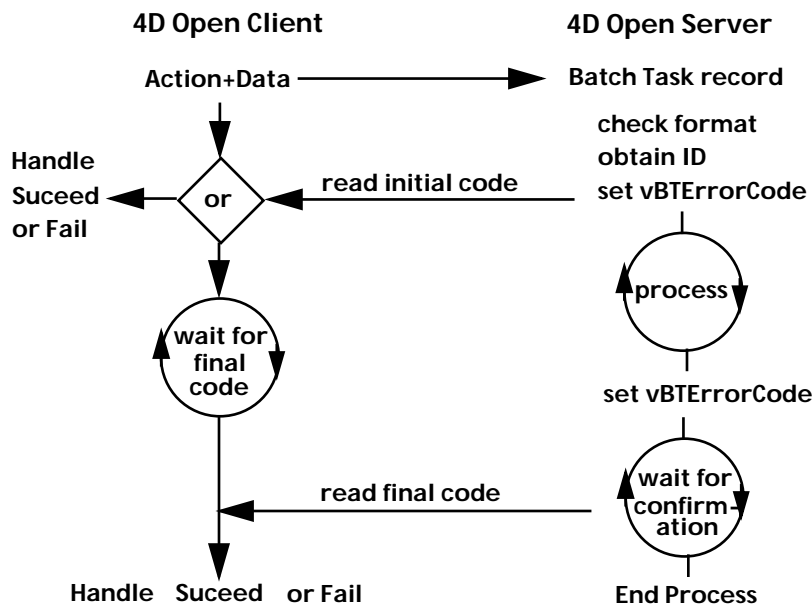 4D Open Client
4D Open Server
Action+Data
Batch Task record
check format
obtain ID
set vBTErrorCode
Handle
Suceed
or Fail
or
read initial code
process
wait for
final
code
set vBTErrorCode
read final code
wait for
confirm-
ation
Handle Suceed or Fail
End Process